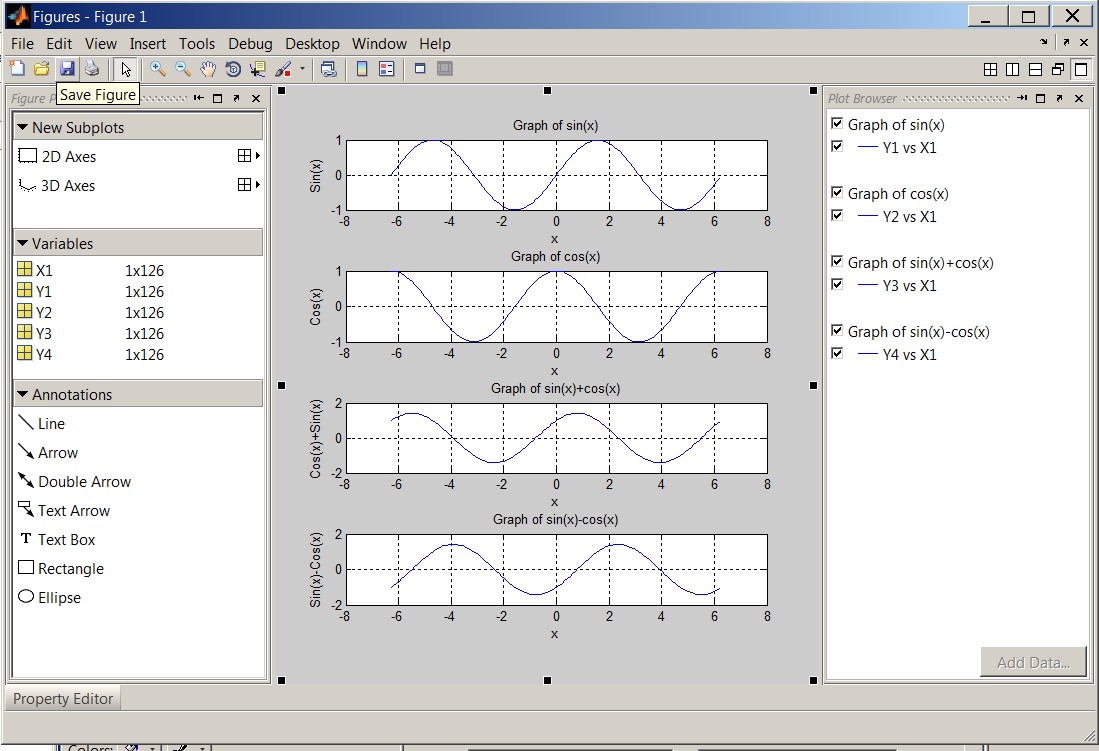 Figures - Figure 1
File Edit View Insert Tools Debug Desktop Window Help
Save Figure
Figure P
New Subplots
2D Axes
3D Axes
Variables
X1 1x126
Y1 1x126
Y2 1x126
Y3 1x126
Y4 1x126
Annotations
Line
Arrow
Double Arrow
Text Arrow
T Text Box
Rectangle
Ellipse
Graph of sin(x)
Sin(x)
1
0
-1
-8 -6 -4 -2 0 2 4 6 8
x
Graph of cos(x)
Cos(x)
1
0
-1
-8 -6 -4 -2 0 2 4 6 8
x
Graph of sin(x)+cos(x)
Cos(x)+Sin(x)
2
0
-2
-8 -6 -4 -2 0 2 4 6 8
x
Graph of sin(x)-cos(x)
Sin(x)-Cos(x)
2
0
-2
-8 -6 -4 -2 0 2 4 6 8
x
Plot Browser
Graph of sin(x)
Y1 vs X1
Graph of cos(x)
Y2 vs X1
Graph of sin(x)+cos(x)
Y3 vs X1
Graph of sin(x)-cos(x)
Y4 vs X1
Add Data...
Property Editor
Colors: